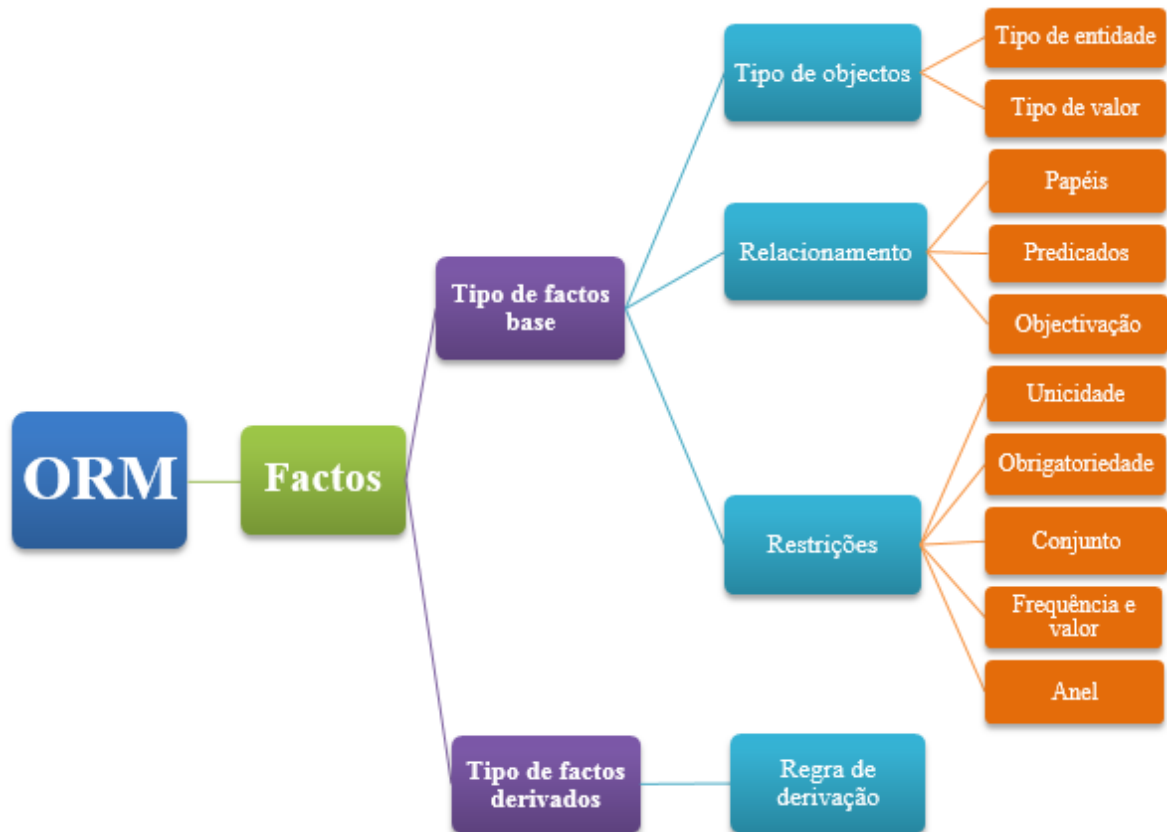 ORM
Factos
Tipo de factos
base
Tipo de objectos
Tipo de entidade
Tipo de valor
Relacionamento
Papéis
Predicados
Objectivação
Restrições
Unicidade
Obrigatoriedade
Conjunto
Frequência e
valor
Anel
Tipo de factos
derivados
Regra de
derivação